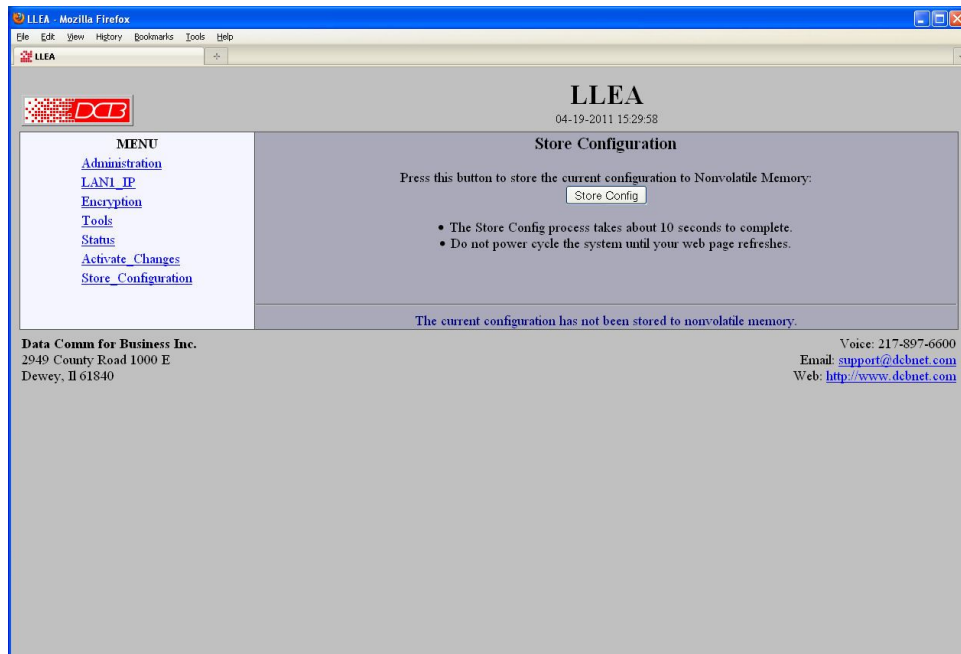 LLEA - Mozilla Firefox
File Edit View History Bookmarks Tools Help
LLEA
DCB
LLEA
04-19-2011 15:29:58
MENU
Administration
LAN1_IP
Encryption
Tools
Status
Activate_Changes
Store_Configuration
Store Configuration
Press this button to store the current configuration to Nonvolatile Memory:
Store Config
• The Store Config process takes about 10 seconds to complete.
• Do not power cycle the system until your web page refreshes.
The current configuration has not been stored to nonvolatile memory.
Data Comm for Business Inc.
2949 County Road 1000 E
Dewey, Il 61840
Voice: 217-897-6600
Email: support@dcbnet.com
Web: http://www.dcbnet.com